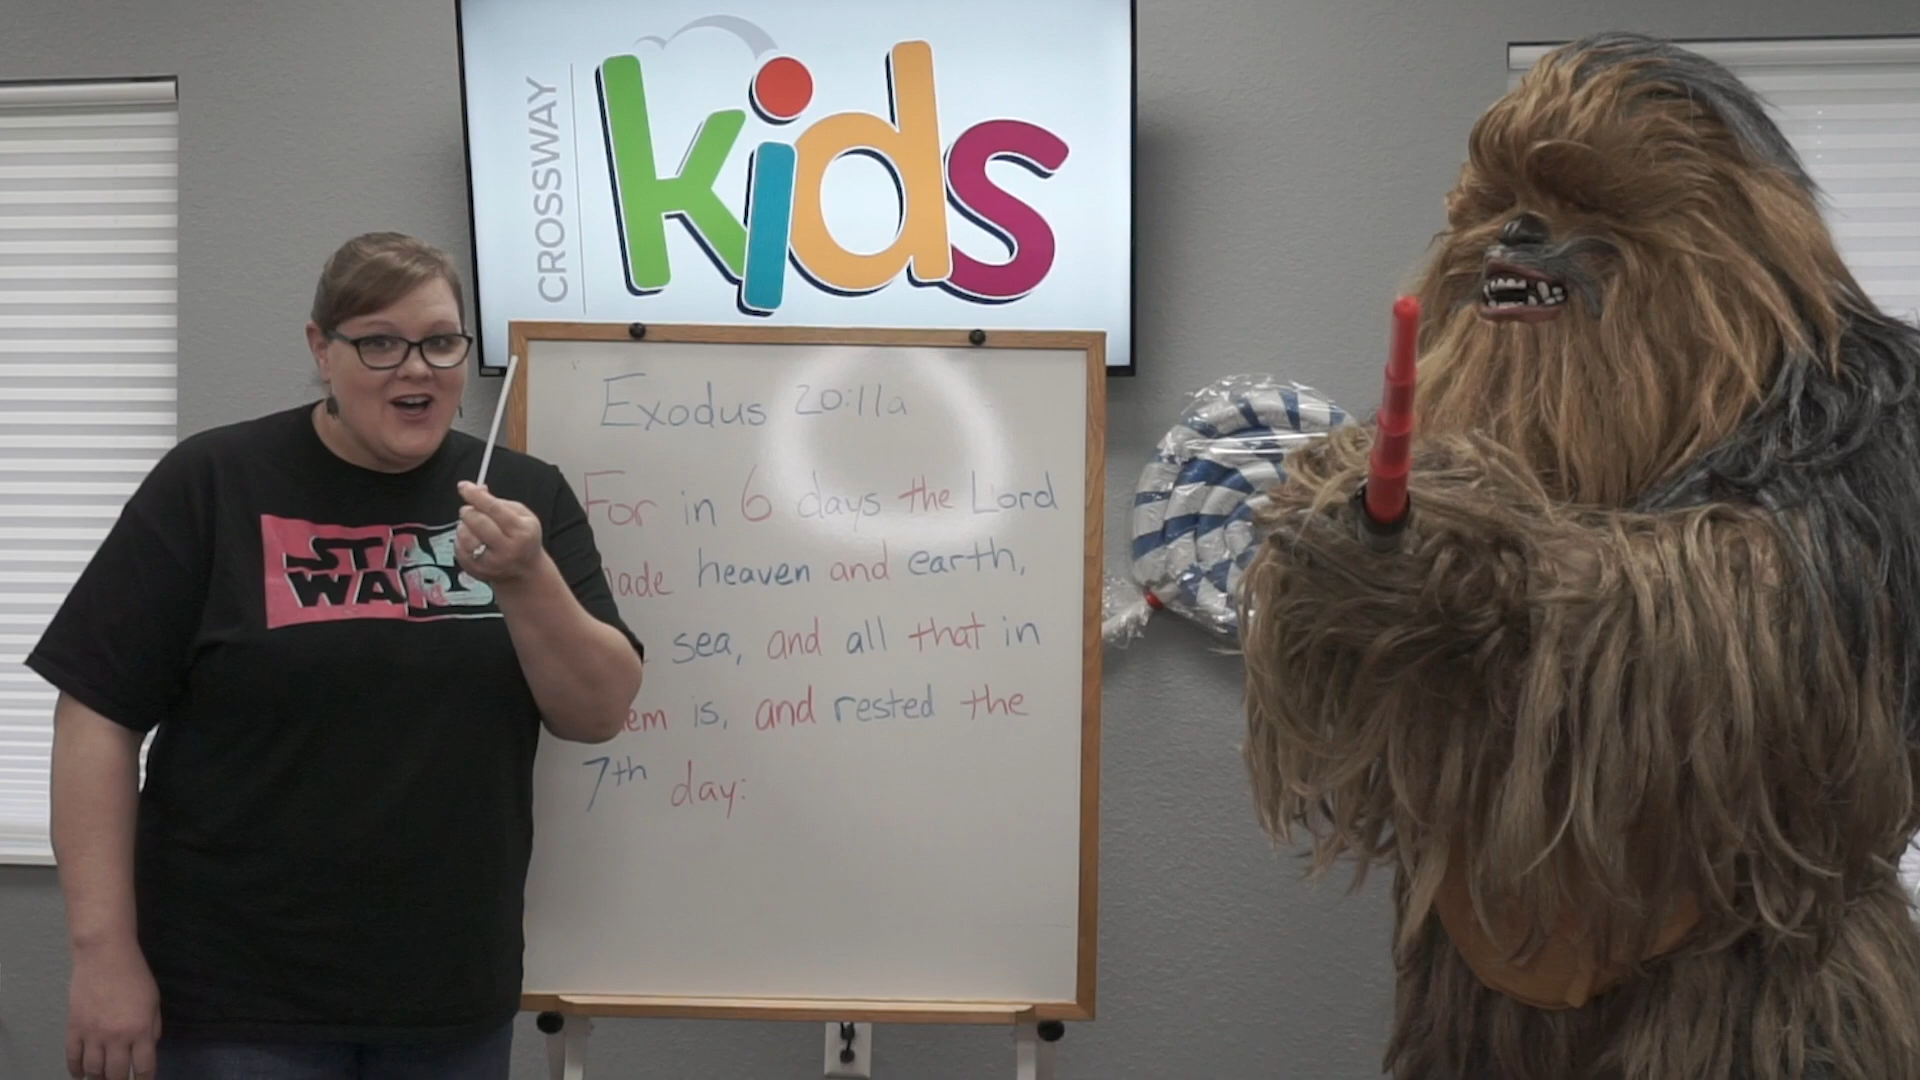 CROSSWAY
kids
STAR
WARS
Exodus 20:11a
For in 6 days the Lord
heaven and earth,
sea, and all that in
is, and rested the
7th day: